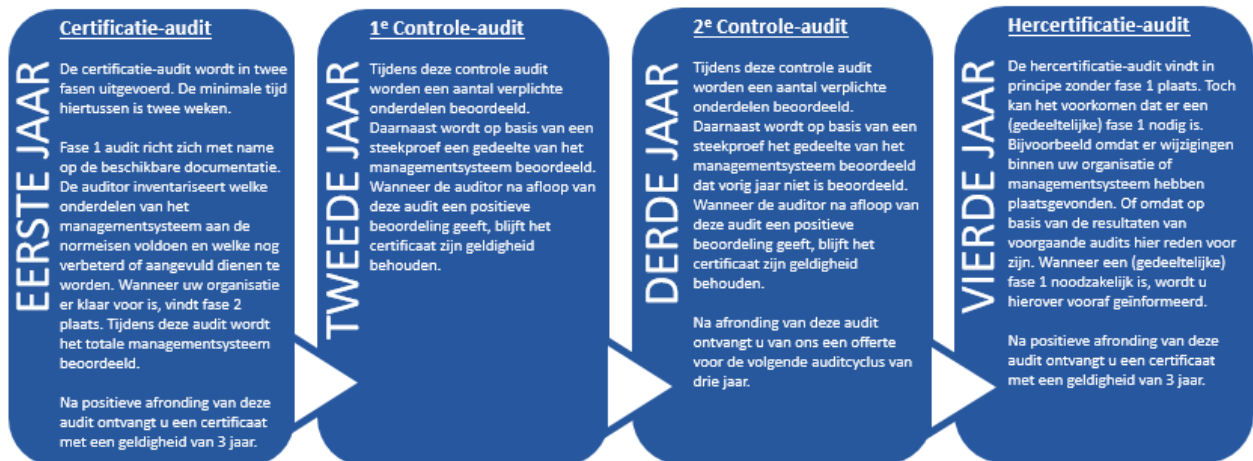 EERSTE JAAR
Certificatie-audit
De certificatie-audit wordt in twee
fasen uitgevoerd. De minimale tijd
hiertussen is twee weken.
Fase 1 audit richt zich met name
op de beschikbare documentatie.
De auditor inventariseert welke
onderdelen van het
managementsysteem aan de
normeisen voldoen en welke nog
verbeterd of aangevuld dienen te
worden. Wanneer uw organisatie
er klaar voor is, vindt fase 2
plaats. Tijdens deze audit wordt
het totale managementsysteem
beoordeeld.
Na positieve afronding van deze
audit ontvangt u een certificaat
met een geldigheid van 3 jaar.
TWEEDE JAAR
1e Controle-audit
Tijdens deze controle audit
worden een aantal verplichte
onderdelen beoordeeld.
Daarnaast wordt op basis van een
steekproef een gedeelte van het
managementsysteem beoordeeld.
Wanneer de auditor na afloop van
deze audit een positieve
beoordeling geeft, blijft het
certificaat zijn geldigheid
behouden.
DERDE JAAR
2e Controle-audit
Tijdens deze controle audit
worden een aantal verplichte
onderdelen beoordeeld.
Daarnaast wordt op basis van een
steekproef het gedeelte van het
managementsysteem beoordeeld
dat vorig jaar niet is beoordeeld.
Wanneer de auditor na afloop van
deze audit een positieve
beoordeling geeft, blijft het
certificaat zijn geldigheid
behouden.
Na afronding van deze audit
ontvangt u van ons een offerte
voor de volgende auditcyclus van
drie jaar.
VIERDE JAAR
Hercertificatie-audit
De hercertificatie-audit vindt in
principe zonder fase 1 plaats. Toch
kan het voorkomen dat er een
(gedeeltelijke) fase 1 nodig is.
Bijvoorbeeld omdat er wijzigingen
binnen uw organisatie of
managementsysteem hebben
plaatsgevonden. Of omdat op
basis van de resultaten van
voorgaande audits hier reden voor
zijn. Wanneer een (gedeeltelijke)
fase 1 noodzakelijk is, wordt u
hierover vooraf geïnformeerd.
Na positieve afronding van deze
audit ontvangt u een certificaat
met een geldigheid van 3 jaar.